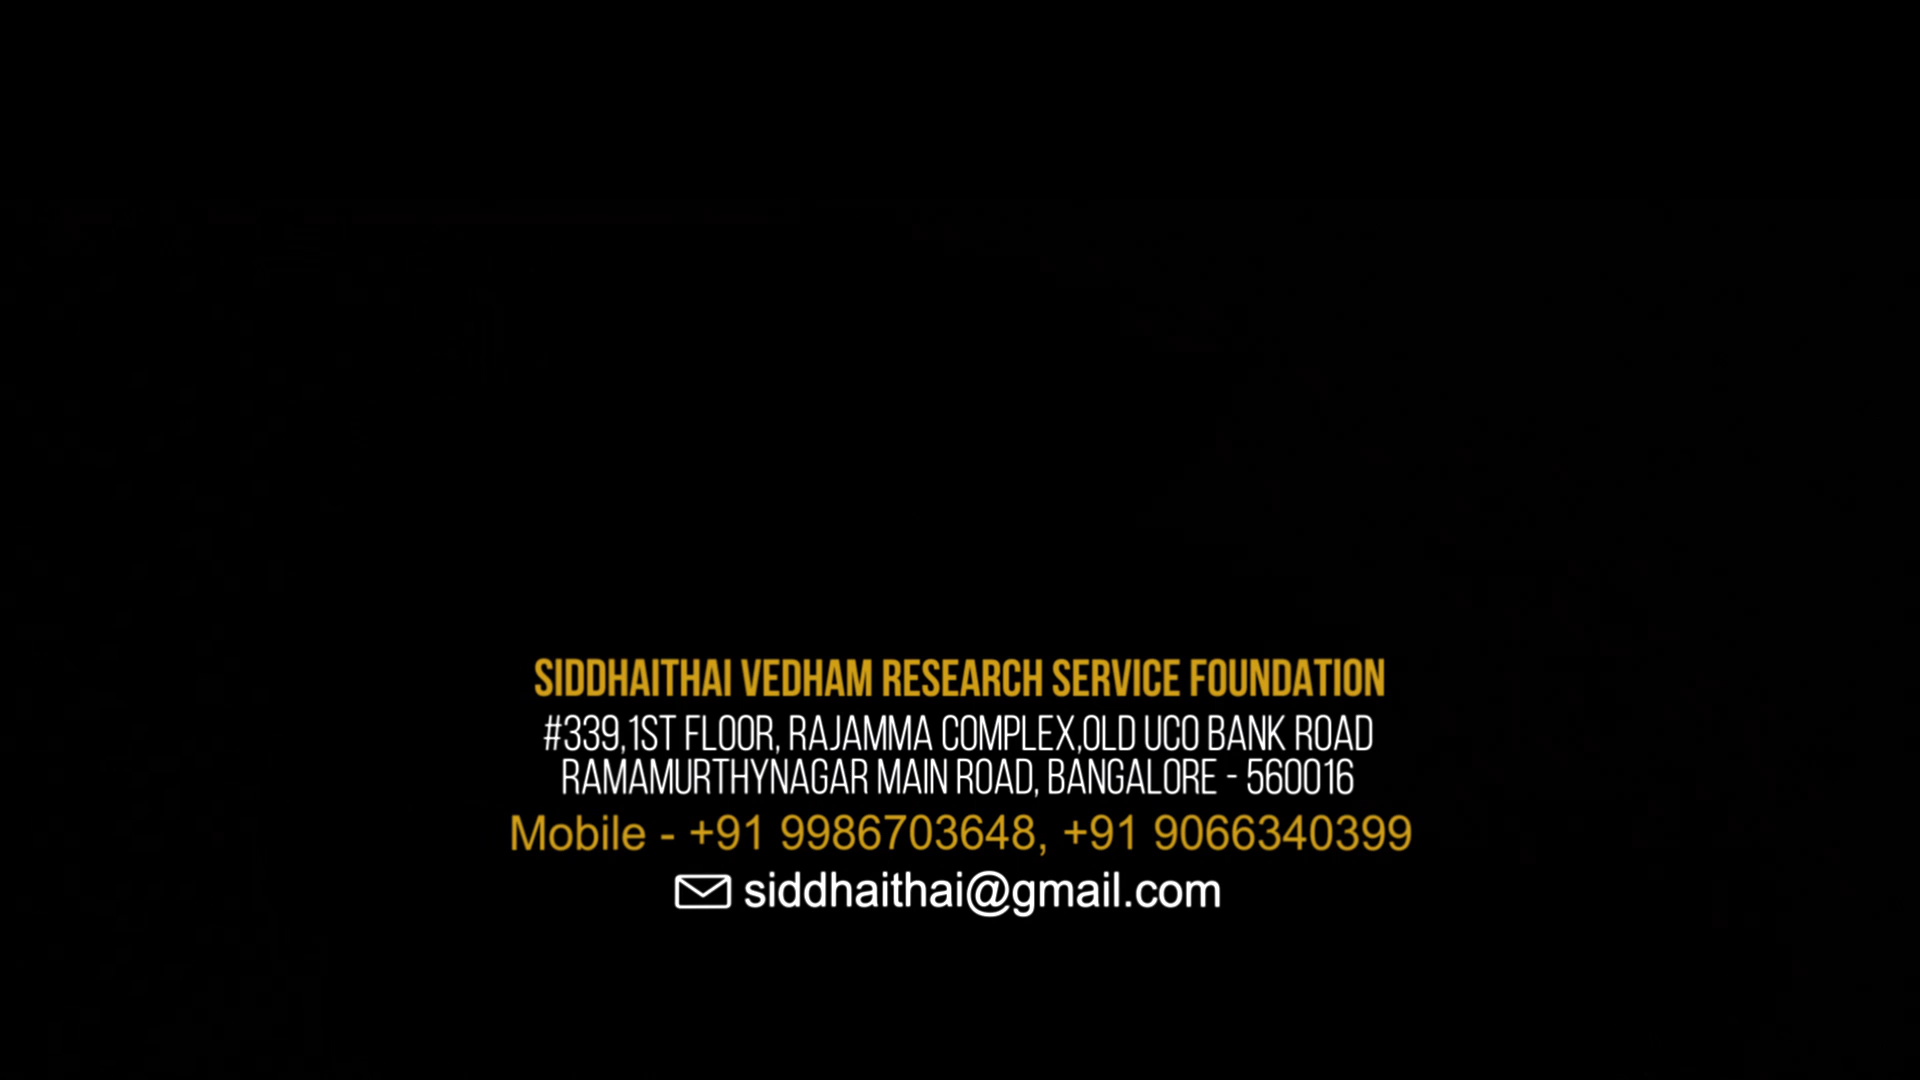 SIDDHAITHAI VEDHAM RESEARCH SERVICE FOUNDATION
#339,1ST FLOOR, RAJAMMA COMPLEX,OLD UCO BANK ROAD
RAMAMURTHYNAGAR MAIN ROAD, BANGALORE - 560016
Mobile - +91 9986703648, +91 9066340399
siddhaithai@gmail.com